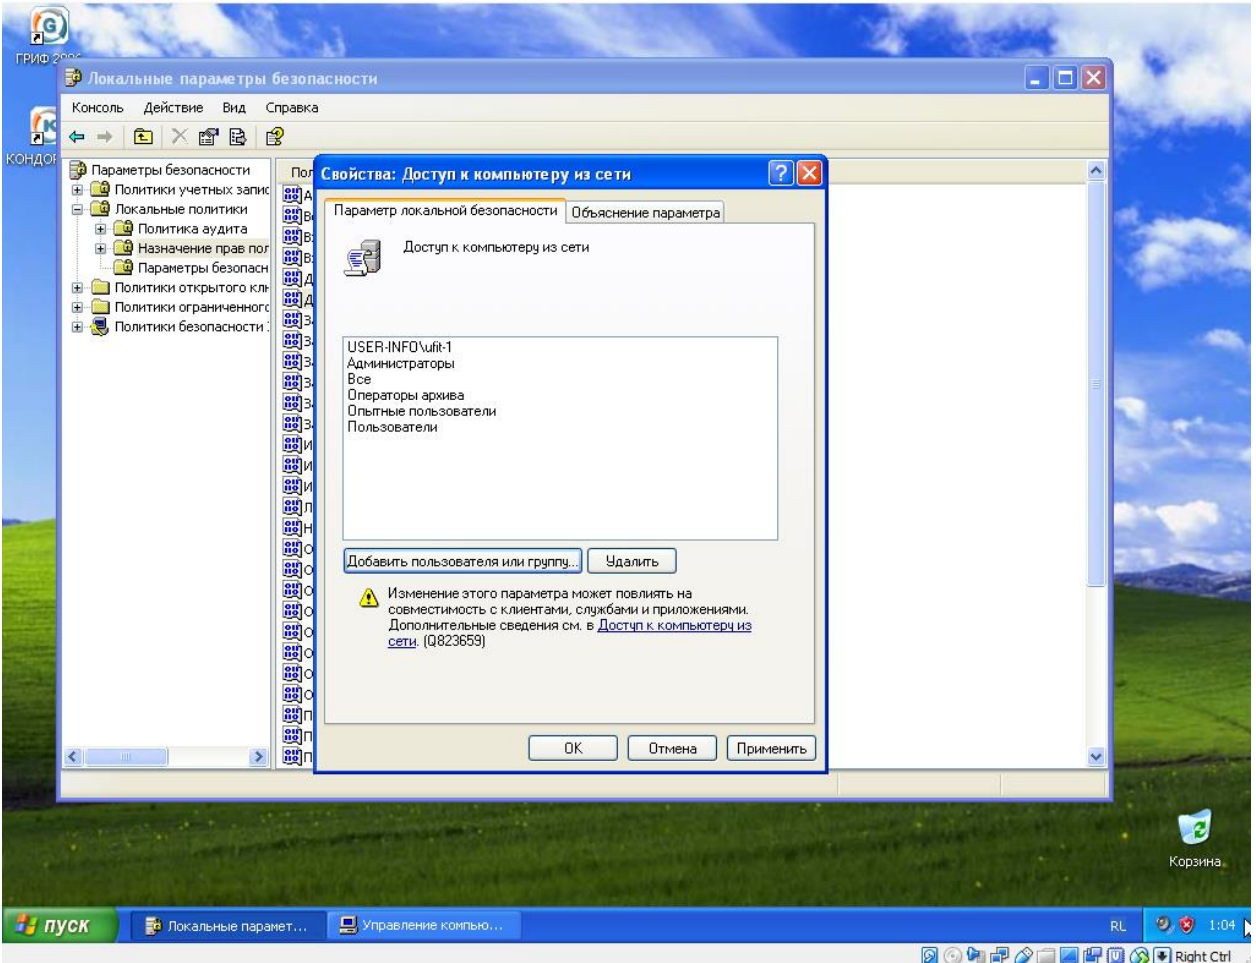 ГРИФ
Локальные параметры безопасности
Консоль Действие Вид Справка
Параметры безопасности
Политики учетных запис
Локальные политики
Политика аудита
Назначение прав пол
Параметры безопасн
Политики открытого клн
Политики ограниченного
Политики безопасности
Пол
Свойства: Доступ к компьютеру из сети
Параметр локальной безопасности Объяснение параметра
Доступ к компьютеру из сети
USER-INFO\ufit-1
Администраторы
Все
Операторы архива
Опытные пользователи
Пользователи
Добавить пользователя или группу... Удалить
Изменение этого параметра может повлиять на
совместимость с клиентами, службами и приложениями.
Дополнительные сведения см. в Доступ к компьютеру из
сети. (Q823659)
OK Отмена Применить
КОНДОР
Корзина
пуск Локальные парамет... Управление компью... RL 1:04
Right Ctrl